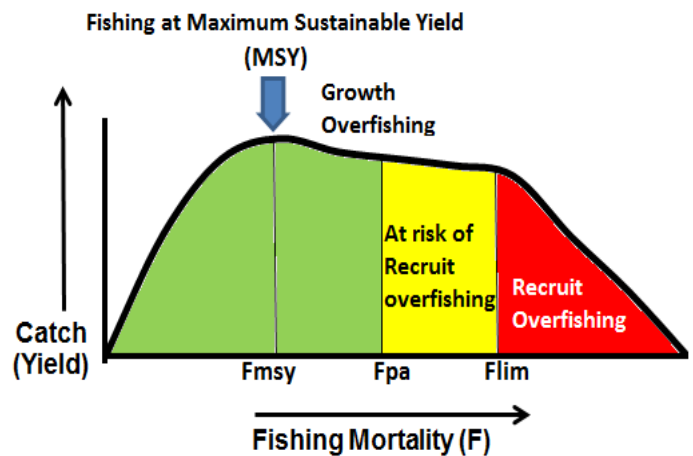 Fishing at Maximum Sustainable Yield
(MSY)
Growth
Overfishing
At risk of
Recruit
overfishing
Recruit
Overfishing
Catch
(Yield)
Fmsy
Fpa
Flim
Fishing Mortality (F)